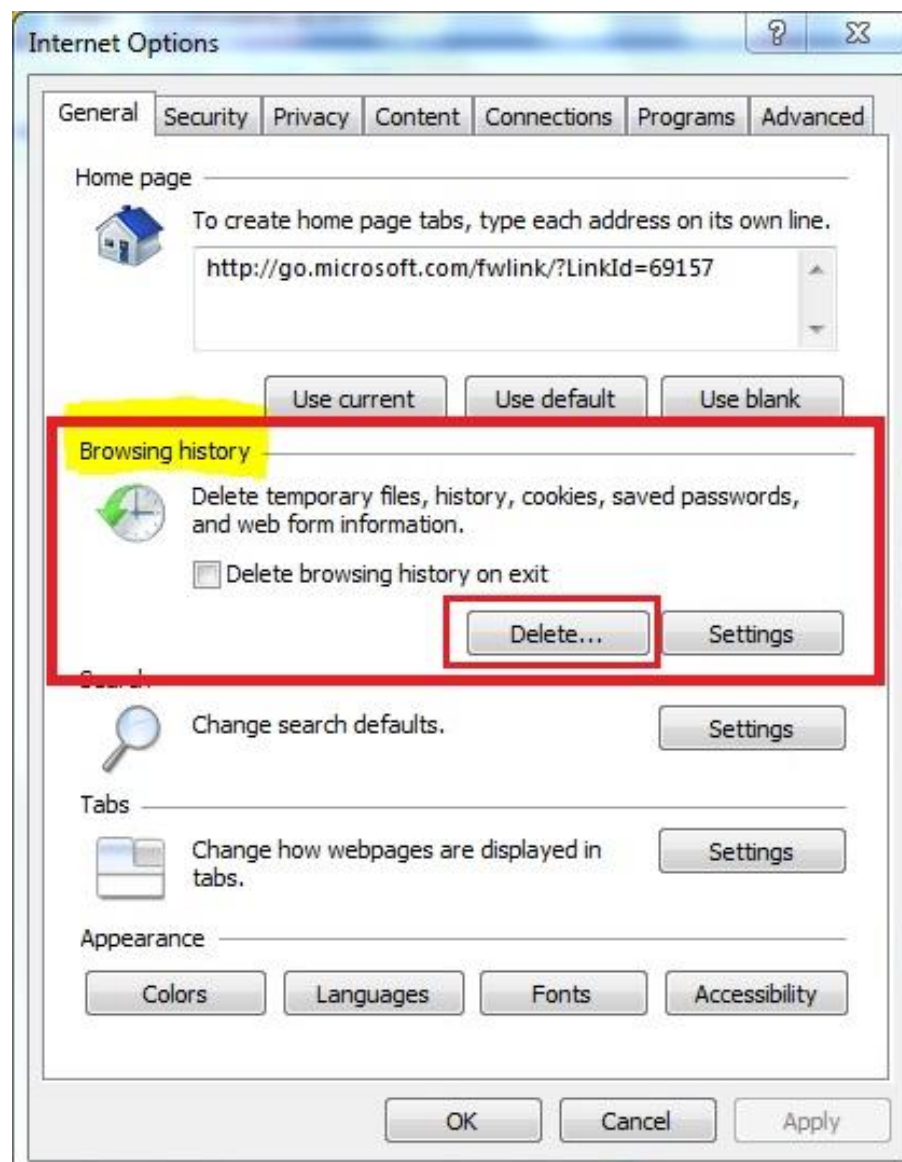 Internet Options
General Security Privacy Content Connections Programs Advanced
Home page
To create home page tabs, type each address on its own line.
http://go.microsoft.com/fwlink/?LinkId=69157
Use current Use default Use blank
Browsing history
Delete temporary files, history, cookies, saved passwords,
and web form information.
Delete browsing history on exit
Delete... Settings
Search
Change search defaults.
Settings
Tabs
Change how webpages are displayed in
tabs.
Settings
Appearance
Colors Languages Fonts Accessibility
OK Cancel Apply